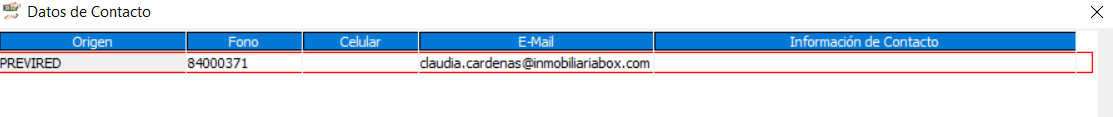 Datos de Contacto
Origen Fono Celular E-Mail Información de Contacto
PREVIRED 84000371 claudia.cardenas@inmobiliariabox.com